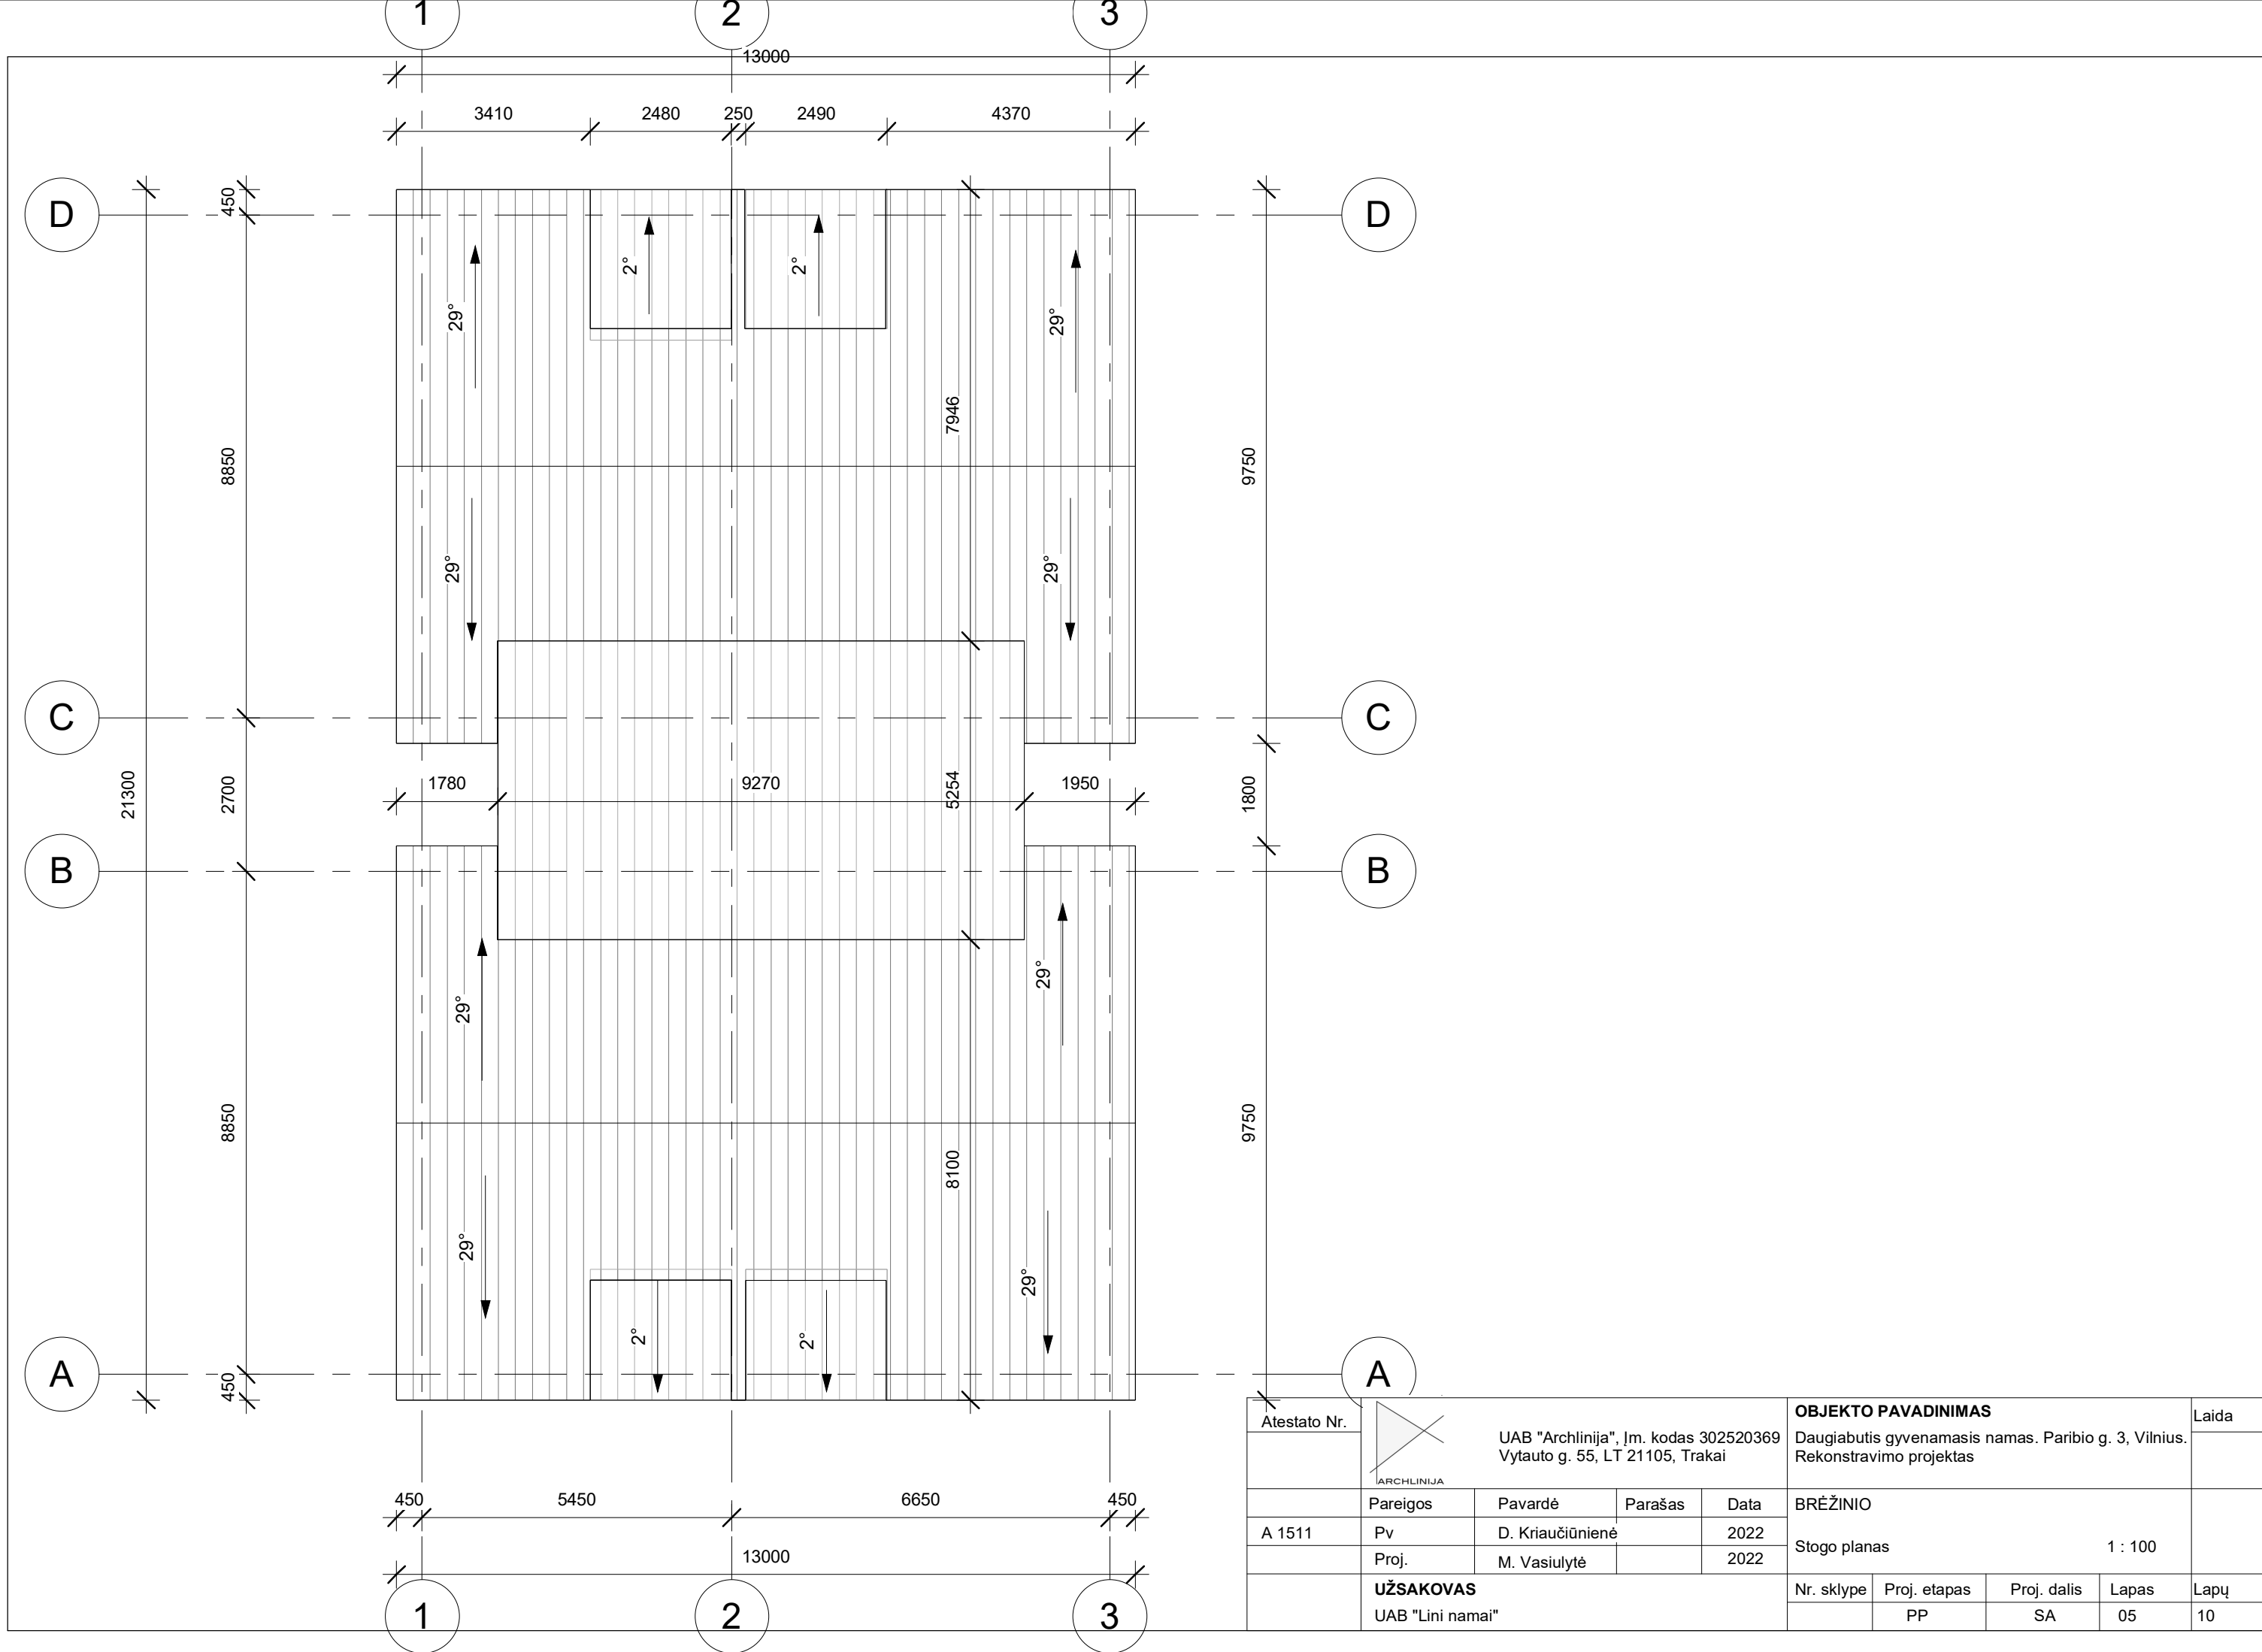 1 2 3
13000
3410 2480 250 2490 4370
450
D D
2° 2°
29° 29°
7946
8850 9750
29° 29°
C C
1780 9270 1950
21300 2700 5254 1800
B B
29° 29°
8850 8100 9750
29° 29°
2° 2°
A A
450
450 5450 6650 450
13000
1 2 3
Atestato Nr.
ARCHLINIJA
UAB "Archlinija", Įm. kodas 302520369
Vytauto g. 55, LT 21105, Trakai
OBJEKTO PAVADINIMAS
Daugiabutis gyvenamasis namas. Paribio g. 3, Vilnius.
Rekonstravimo projektas
Laida
Pareigos Pavardė Parašas Data
A 1511 Pv D. Kriaučiūnienė 2022
Proj. M. Vasiulytė 2022
BRĖŽINIO
Stogo planas 1 : 100
UŽSAKOVAS
UAB "Lini namai"
Nr. sklype Proj. etapas Proj. dalis Lapas Lapų
PP SA 05 10